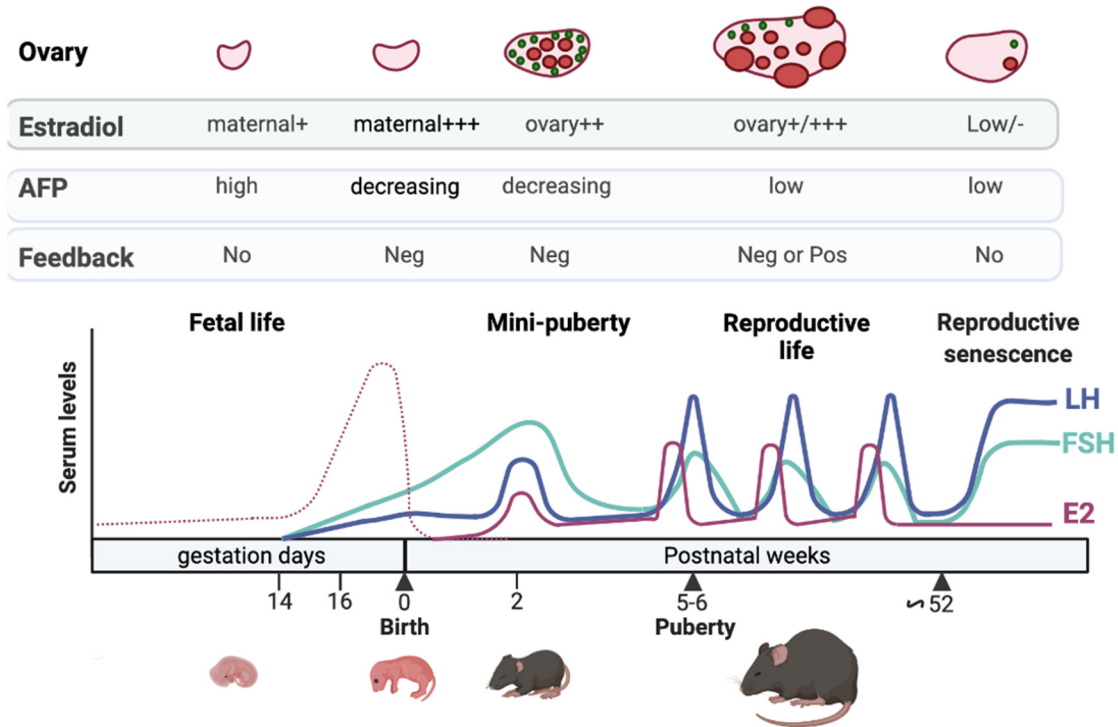 Ovary
Estradiol maternal+ maternal+++ ovary++ ovary+/+++ Low/-
AFP high decreasing decreasing low low
Feedback No Neg Neg Neg or Pos No
Fetal life Mini-puberty Reproductive life Reproductive senescence
Serum levels
LH
FSH
E2
gestation days Postnatal weeks
14 16 0 2 5-6 ~52
Birth Puberty